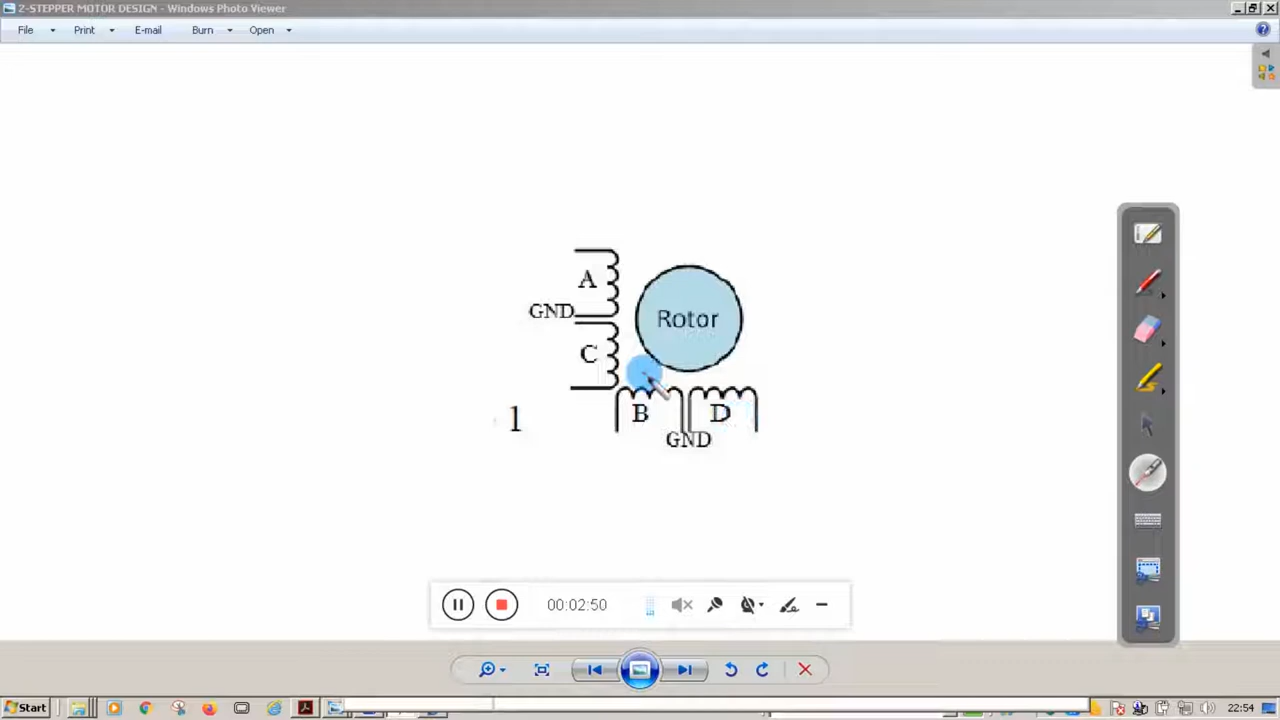 2-STEPPER MOTOR DESIGN - Windows Photo Viewer
File Print E-mail Burn Open
A
GND
Rotor
C
B D
1
GND
00:02:50
Start 22:54